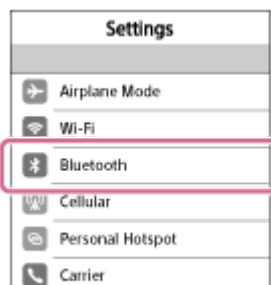 Settings
Airplane Mode
Wi-Fi
Bluetooth
Cellular
Personal Hotspot
Carrier